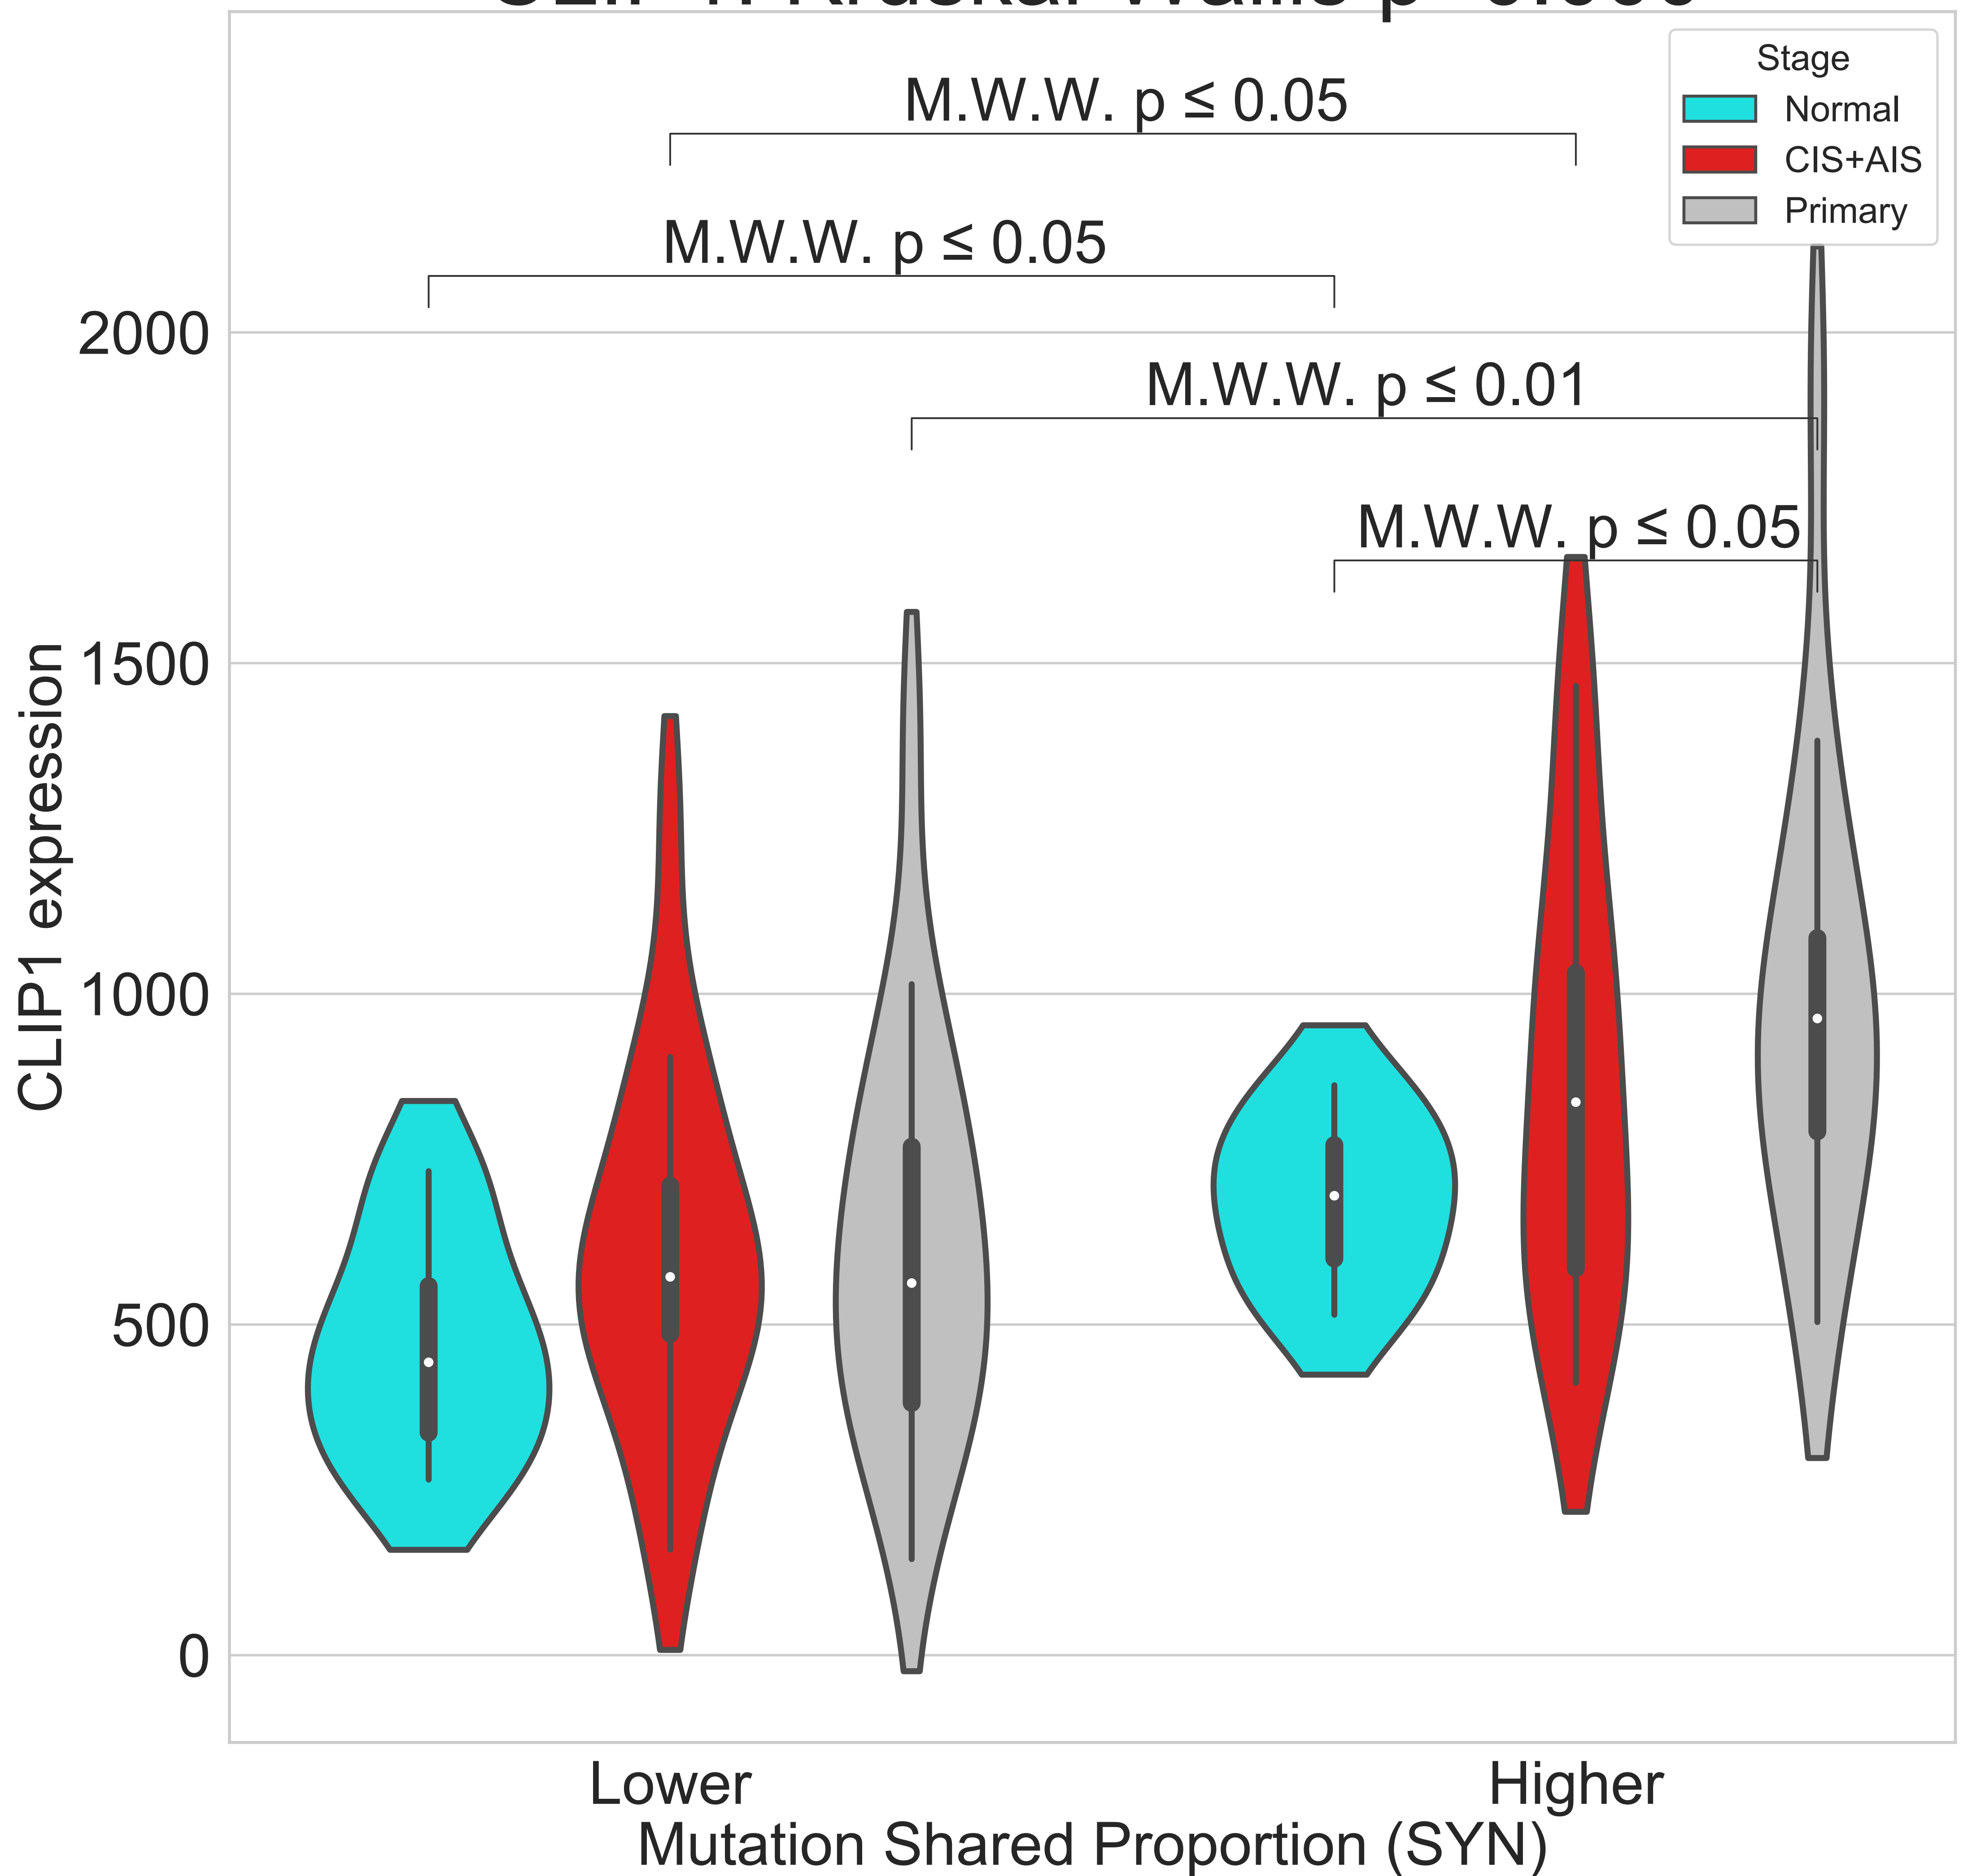 Stage
Normal
CIS+AIS
Primary
M.W.W. p ≤ 0.05
M.W.W. p ≤ 0.05
M.W.W. p ≤ 0.01
M.W.W. p ≤ 0.05
2000
1500
1000
500
0
CLIP1 expression
Lower
Higher
Mutation Shared Proportion (SYN)